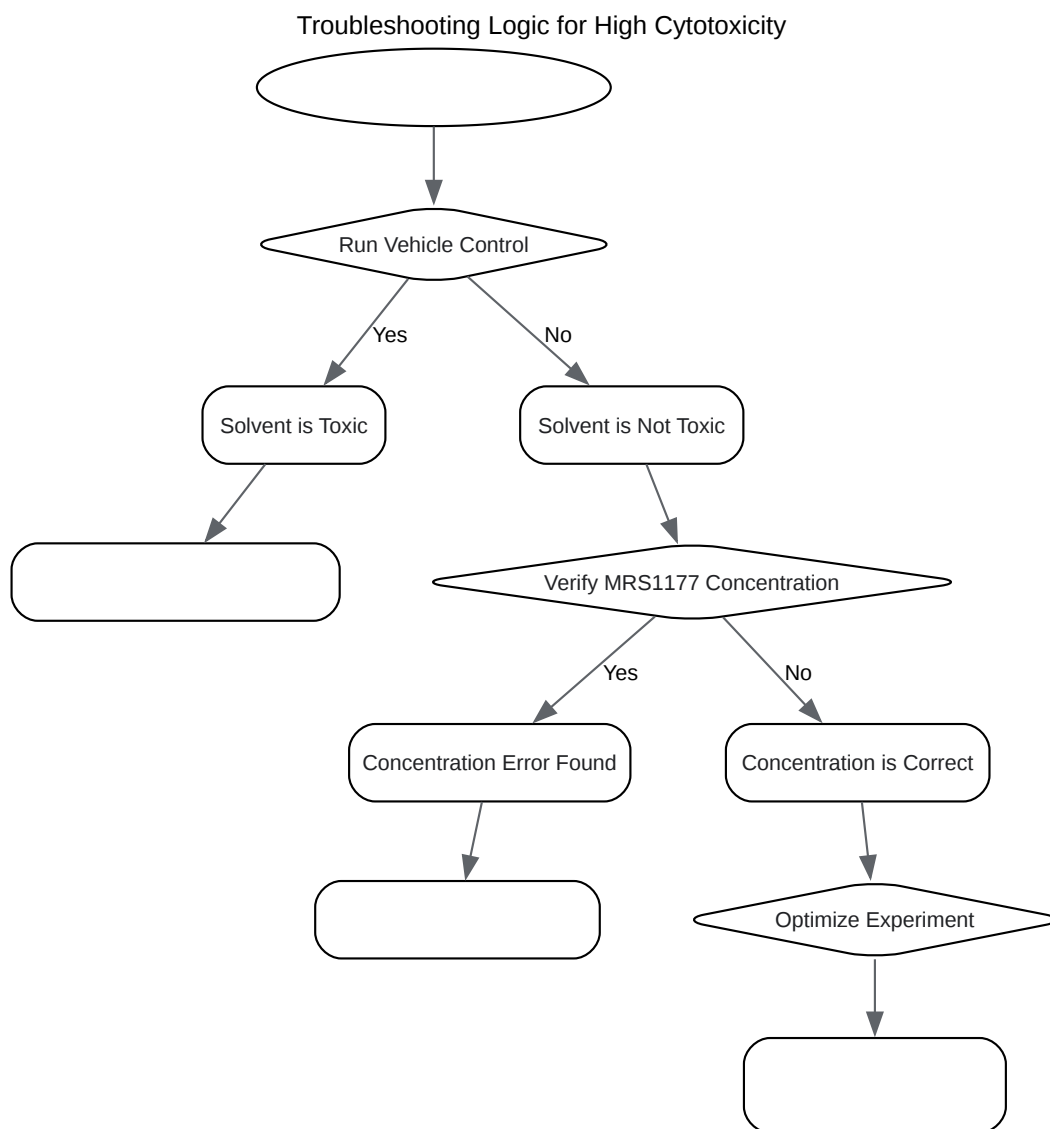 Troubleshooting Logic for High Cytotoxicity
Run Vehicle Control
Yes
No
Solvent is Toxic
Solvent is Not Toxic
Verify MRS1177 Concentration
Yes
No
Concentration Error Found
Concentration is Correct
Optimize Experiment